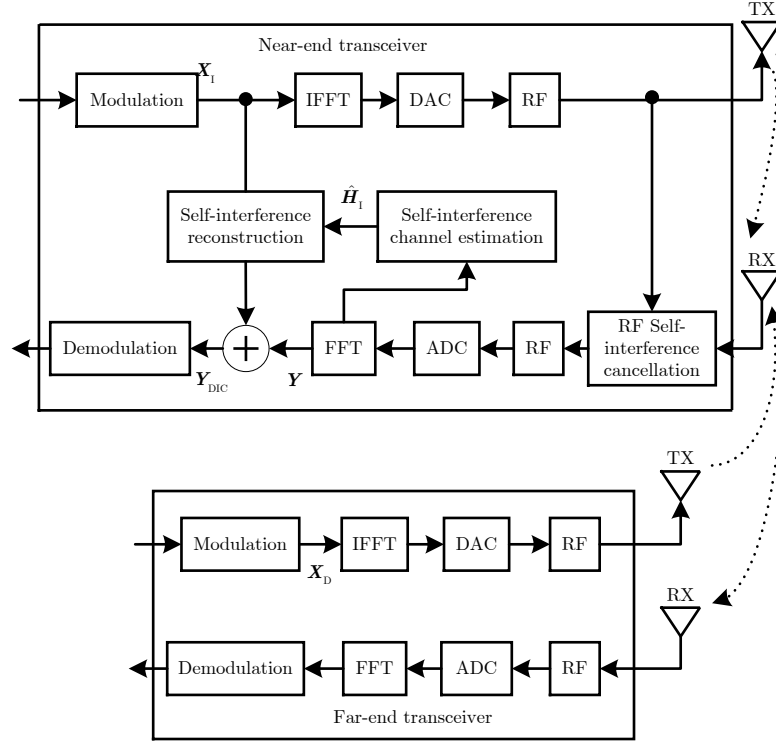 TX
Near-end transceiver
X_I
Modulation
IFFT
DAC
RF
Self-interference
reconstruction
Ĥ_I
Self-interference
channel estimation
RX
Demodulation
+
FFT
ADC
RF
RF Self-
interference
cancellation
Y_DIC
Y
TX
Modulation
IFFT
DAC
RF
X_D
RX
Demodulation
FFT
ADC
RF
Far-end transceiver